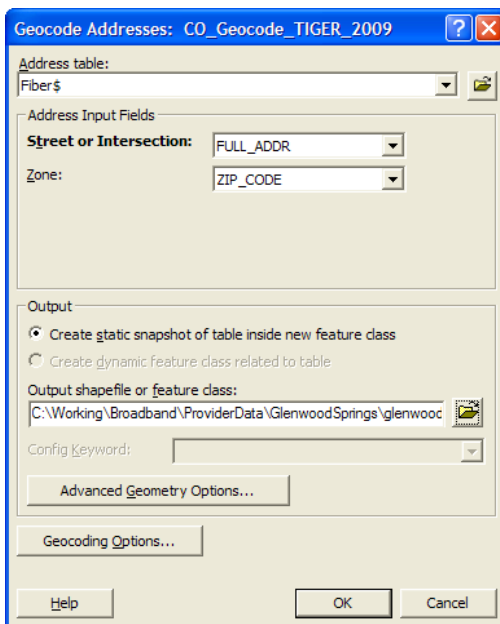 Geocode Addresses: CO_Geocode_TIGER_2009
Address table:
Fiber$
Address Input Fields
Street or Intersection: FULL_ADDR
Zone: ZIP_CODE
Output
Create static snapshot of table inside new feature class
Create dynamic feature class related to table
Output shapefile or feature class:
C:\Working\Broadband\ProviderData\GlenwoodSprings\glenwood
Config Keyword:
Advanced Geometry Options...
Geocoding Options...
Help OK Cancel